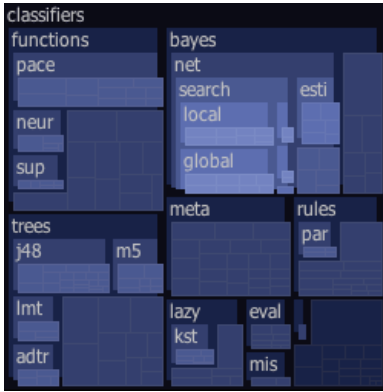 classifiers
functions
pace
neur
sup
bayes
net
search
esti
local
global
trees
j48
m5
lmt
adtr
meta
rules
par
lazy
eval
kst
mis